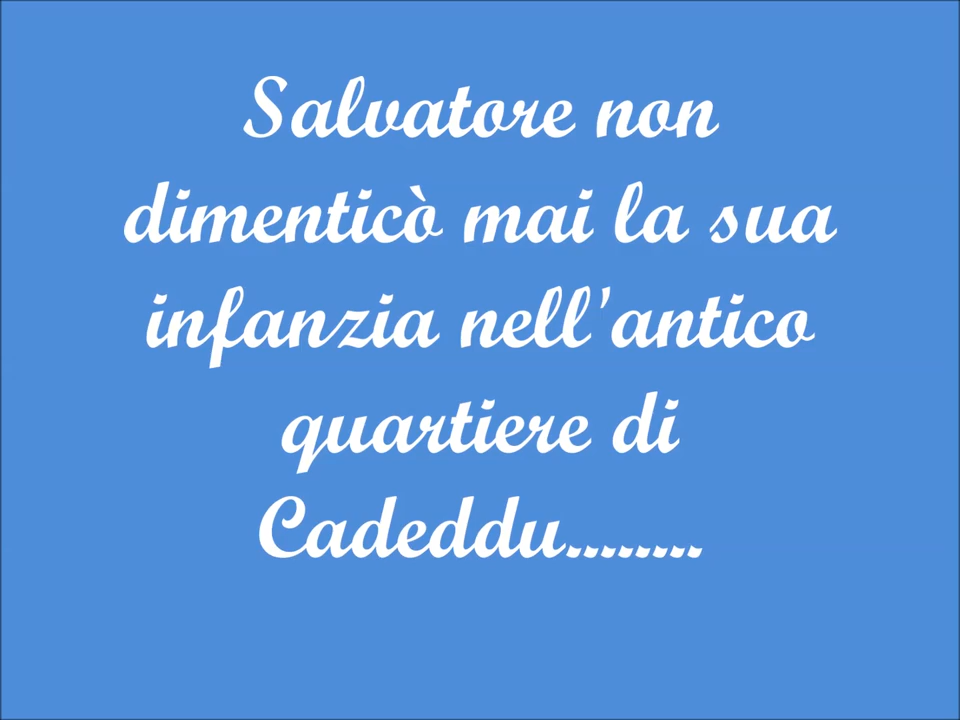 Salvatore non
dimenticò mai la sua
infanzia nell'antico
quartiere di
Cadeddu........